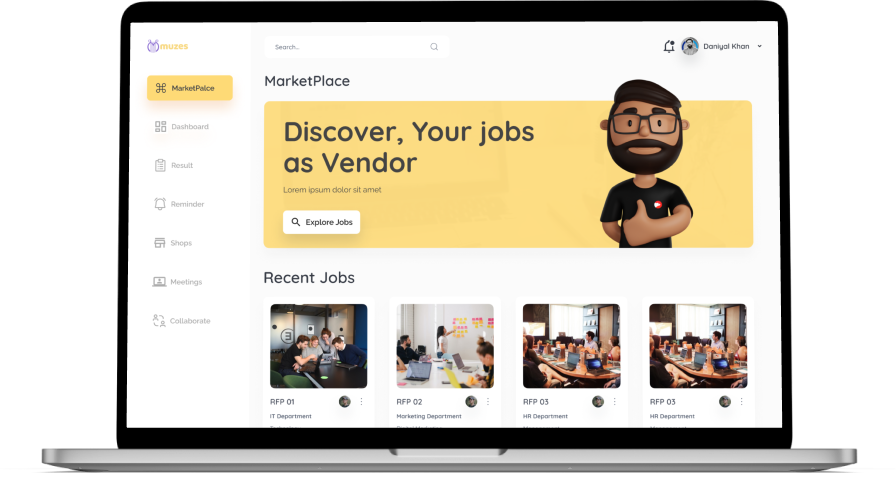 muzes
Search...
Daniyal Khan
MarketPalce
Dashboard
Result
Reminder
Shops
Meetings
Collaborate
MarketPlace
Discover, Your jobs
as Vendor
Lorem ipsum dolor sit amet
Explore Jobs
Recent Jobs
RFP 01
IT Department
RFP 02
Marketing Department
RFP 03
HR Department
RFP 03
HR Department